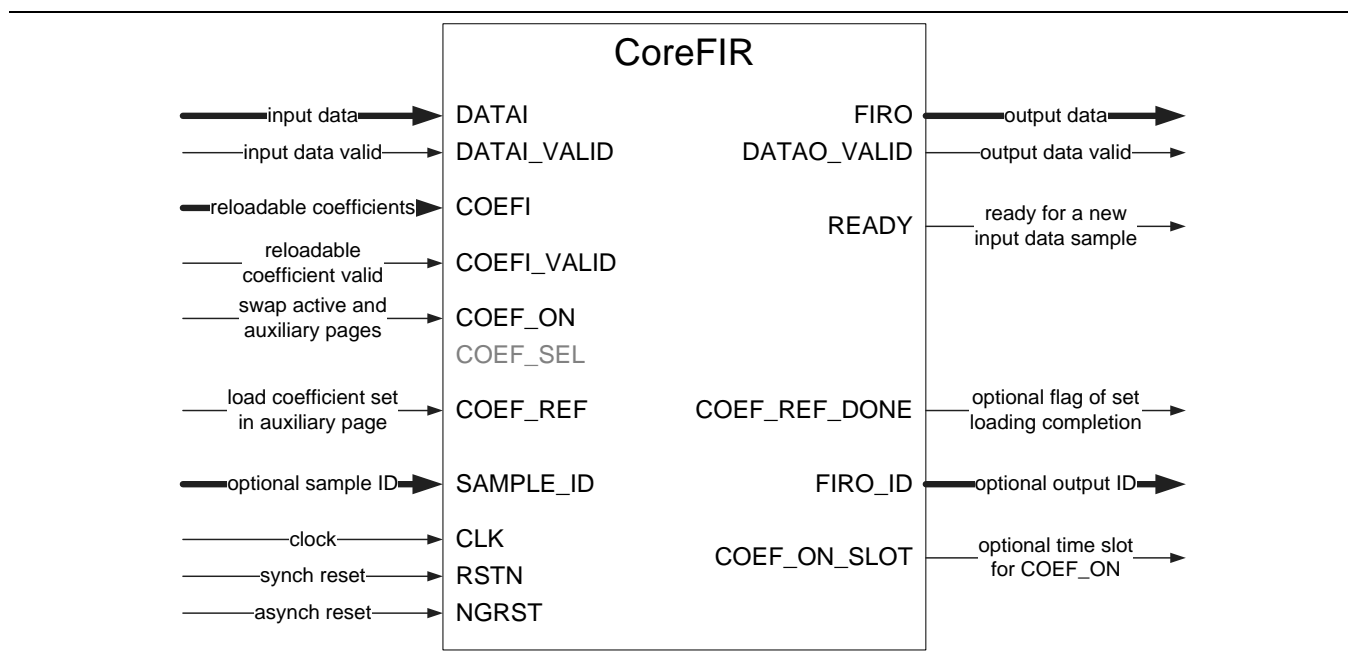 CoreFIR
input data DATAI FIRO output data
input data valid DATAI_VALID DATAO_VALID output data valid
reloadable coefficients COEFI
READY ready for a new
input data sample
reloadable
coefficient valid COEFI_VALID
swap active and
auxiliary pages COEF_ON
COEF_SEL
load coefficient set
in auxiliary page COEF_REF
COEF_REF_DONE optional flag of set
loading completion
optional sample ID SAMPLE_ID FIRO_ID optional output ID
clock CLK
COEF_ON_SLOT optional time slot
for COEF_ON
synch reset RSTN
asynch reset NGRST